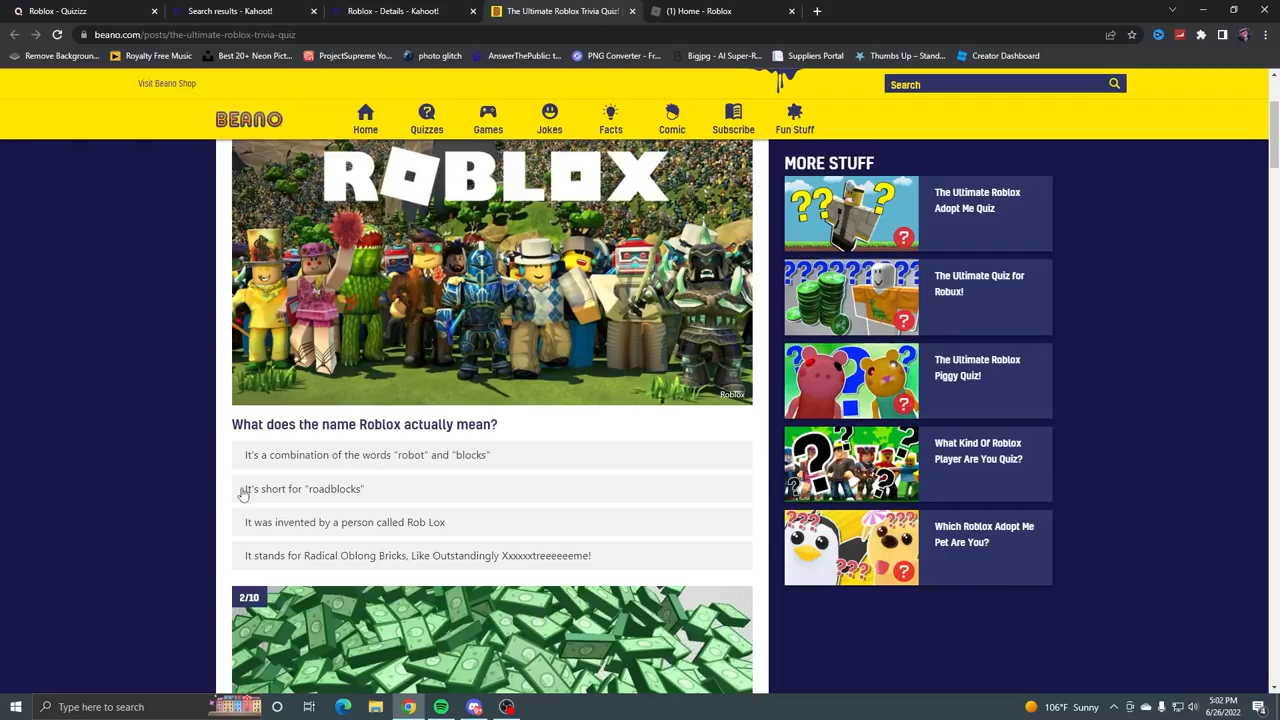 Roblox - Quizizz
Search results! - Kahoot!
Roblox - Details - Kahoot!
The Ultimate Roblox Trivia Quiz!
(1) Home - Roblox
beano.com/posts/the-ultimate-roblox-trivia-quiz
Remove Backgroun...
Royalty Free Music
Best 20+ Neon Pict...
ProjectSupreme Yo...
photo glitch
AnswerThePublic: t...
PNG Converter - Fr...
Bigjpg - AI Super-R...
Suppliers Portal
Thumbs Up – Stand...
Creator Dashboard
Visit Beano Shop
Search
BEANO
Home
Quizzes
Games
Jokes
Facts
Comic
Subscribe
Fun Stuff
ROBLOX
Roblox
What does the name Roblox actually mean?
It's a combination of the words "robot" and "blocks"
It's short for "roadblocks"
It was invented by a person called Rob Lox
It stands for Radical Oblong Bricks, Like Outstandingly Xxxxxxtreeeeeeme!
2/10
MORE STUFF
The Ultimate Roblox
Adopt Me Quiz
The Ultimate Quiz for
Robux!
The Ultimate Roblox
Piggy Quiz!
What Kind Of Roblox
Player Are You Quiz?
Which Roblox Adopt Me
Pet Are You?
Type here to search
106°F Sunny
5:02 PM
6/26/2022